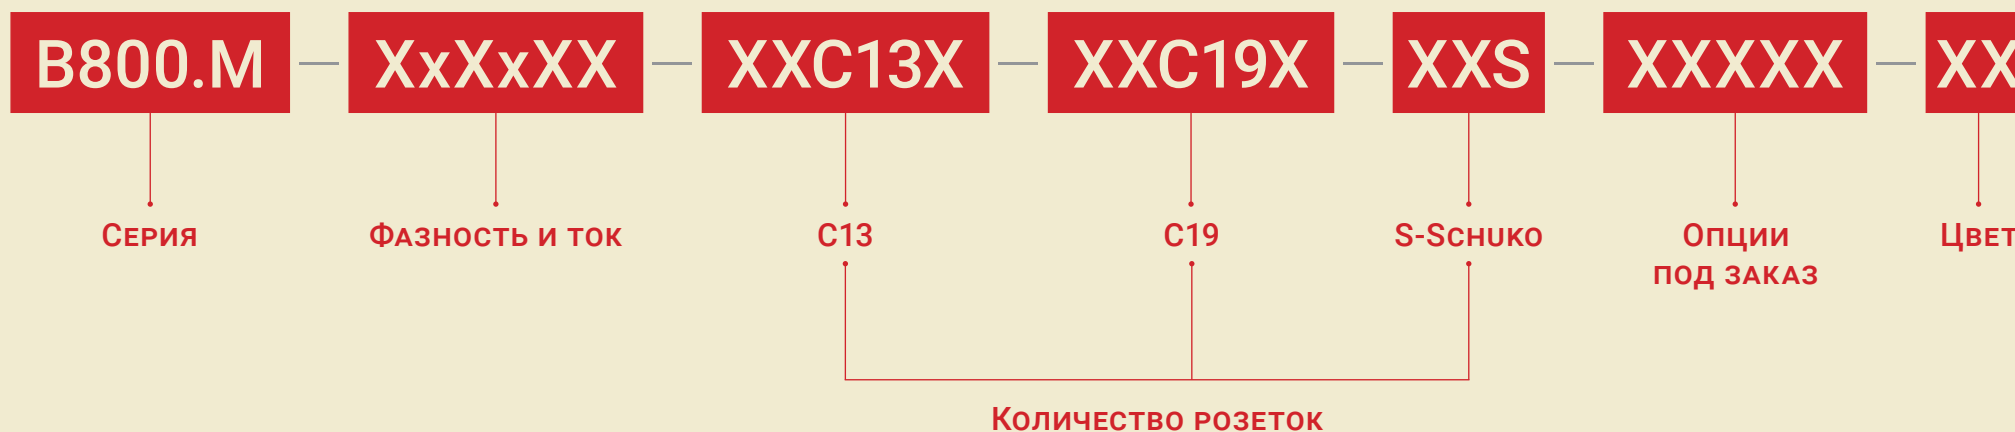 B800.M – XxXxXX – XXC13X – XXC19X – XXS – XXXXX – XX
Серия Фазность и ток C13 C19 S-Schuko Опции Цвет
под заказ
Количество розеток